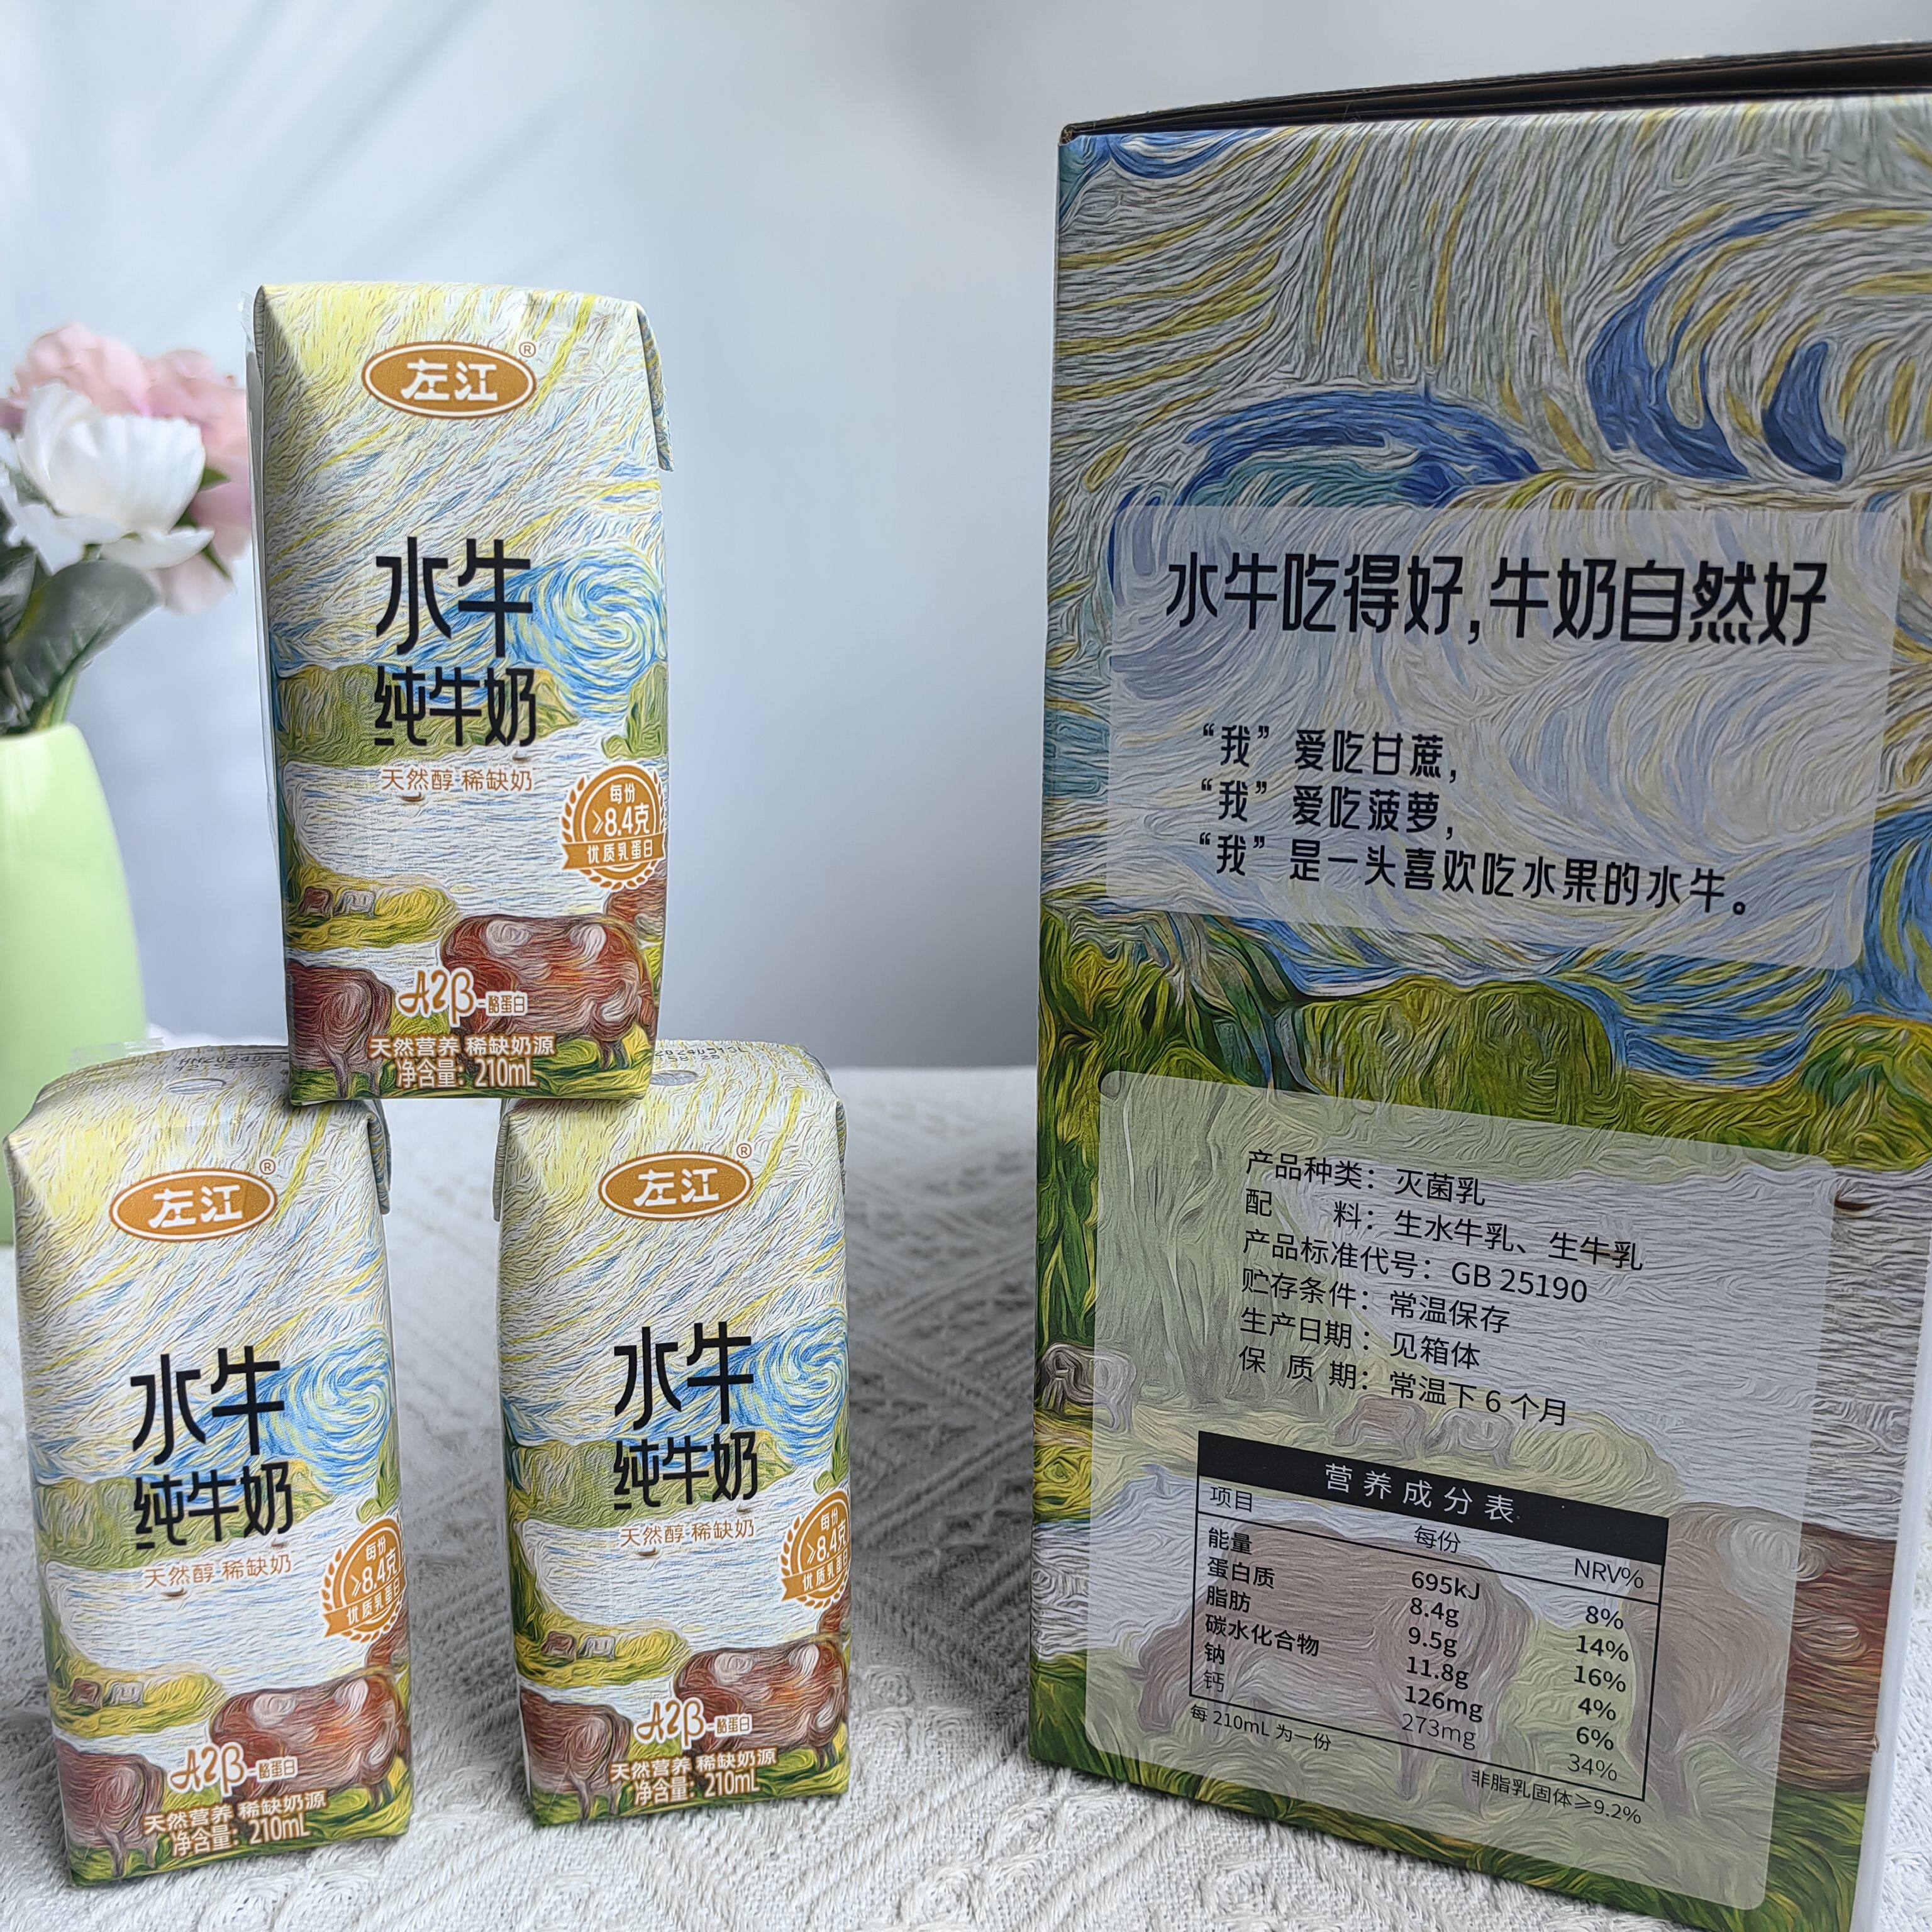 左江®
水牛
纯牛奶
天然醇 稀缺奶
每份
≥8.4克
优质乳蛋白
A2β-酪蛋白
天然营养 稀缺奶源
净含量：210mL
左江®
水牛
纯牛奶
天然醇 稀缺奶
每份
≥8.4克
优质乳蛋白
A2β-酪蛋白
天然营养 稀缺奶源
净含量：210mL
左江®
水牛
纯牛奶
天然醇 稀缺奶
每份
≥8.4克
优质乳蛋白
A2β-酪蛋白
天然营养 稀缺奶源
净含量：210mL
水牛吃得好，牛奶自然好
“我”爱吃甘蔗，
“我”爱吃菠萝，
“我”是一头喜欢吃水果的水牛。
产品种类：灭菌乳
配 料：生水牛乳、生牛乳
产品标准代号：GB 25190
贮存条件：常温保存
生产日期：见箱体
保 质 期：常温下 6 个月
营养成分表
项目 每份 NRV%
能量 695kJ 8%
蛋白质 8.4g 14%
脂肪 9.5g 16%
碳水化合物 11.8g 4%
钠 126mg 6%
钙 273mg 34%
每 210mL 为一份
非脂乳固体≥9.2%